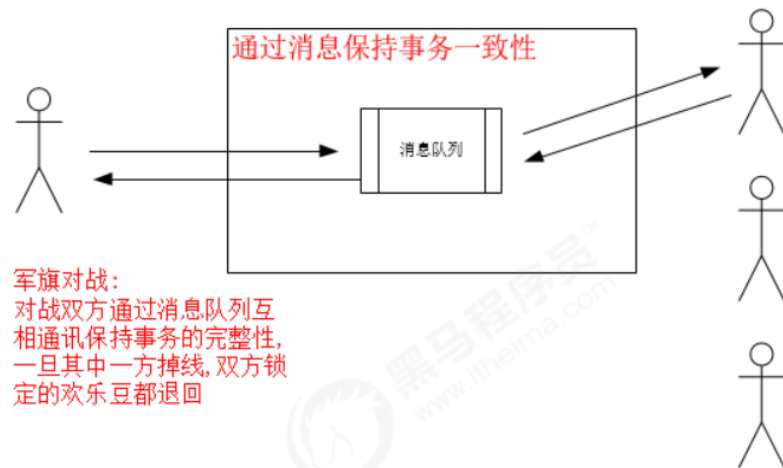 通过消息保持事务一致性
消息队列
军旗对战:
对战双方通过消息队列互
相通讯保持事务的完整性,
一旦其中一方掉线,双方锁
定的欢乐豆都退回
黑马程序员™
www.itheima.com